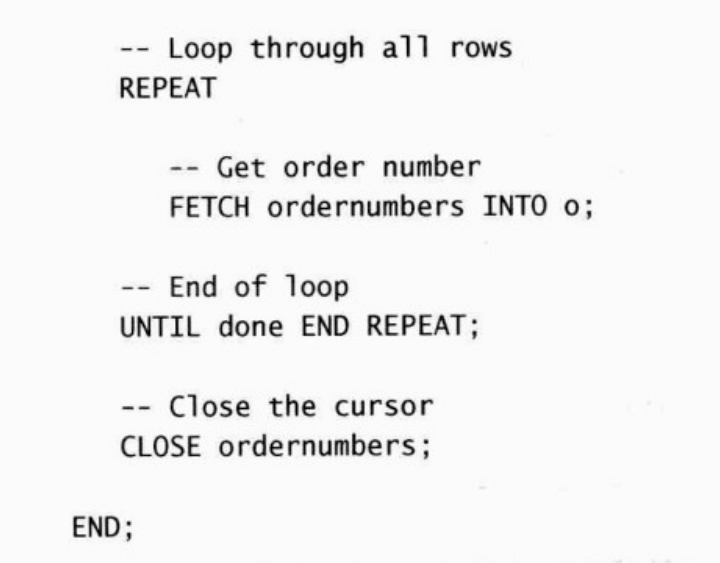 -- Loop through all rows
REPEAT
-- Get order number
FETCH ordernumbers INTO o;
-- End of loop
UNTIL done END REPEAT;
-- Close the cursor
CLOSE ordernumbers;
END;